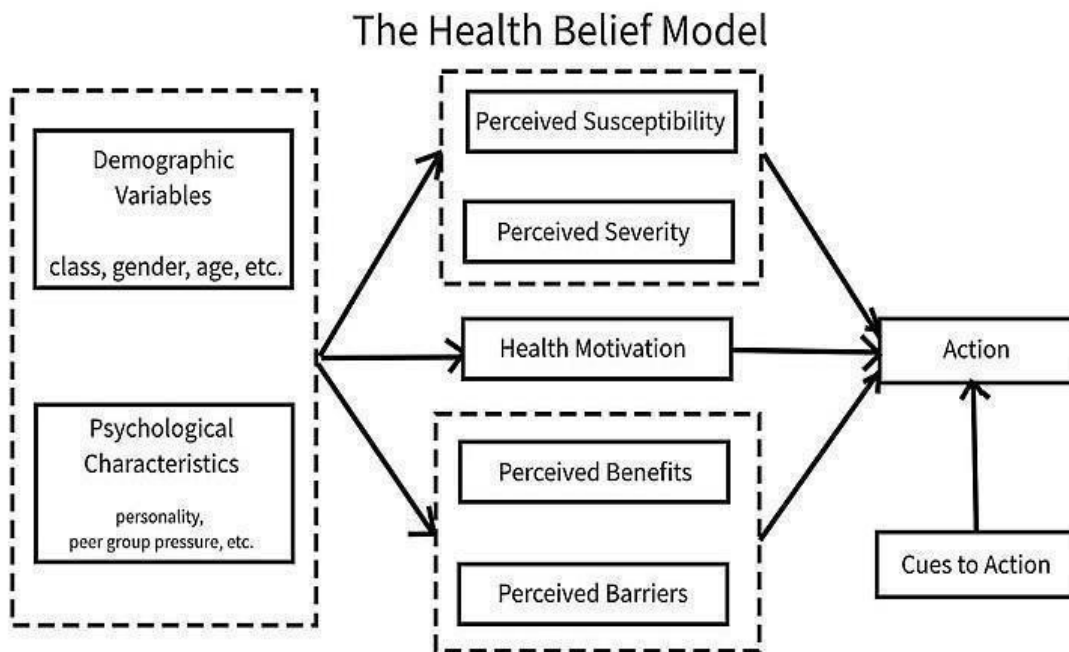 The Health Belief Model
Demographic
Variables
class, gender, age, etc.
Psychological
Characteristics
personality,
peer group pressure, etc.
Perceived Susceptibility
Perceived Severity
Health Motivation
Perceived Benefits
Perceived Barriers
Action
Cues to Action